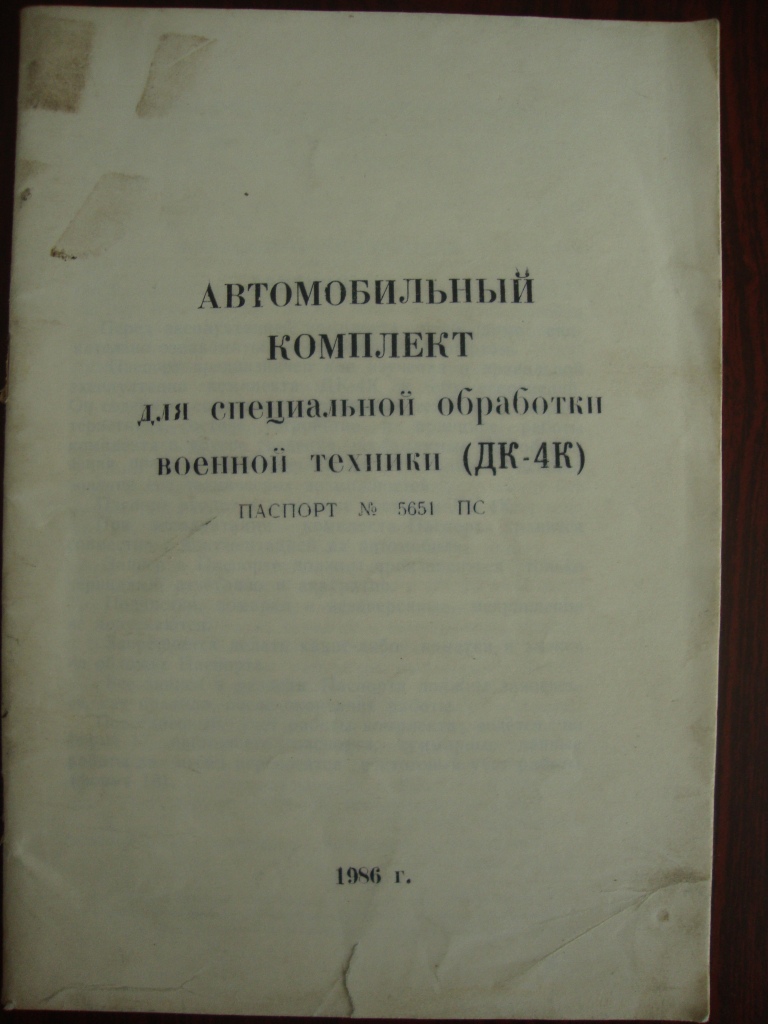 АВТОМОБИЛЬНЫЙ
КОМПЛЕКТ
для специальной обработки
военной техники (ДК-4К)
ПАСПОРТ № 5651 ПС
1986 г.